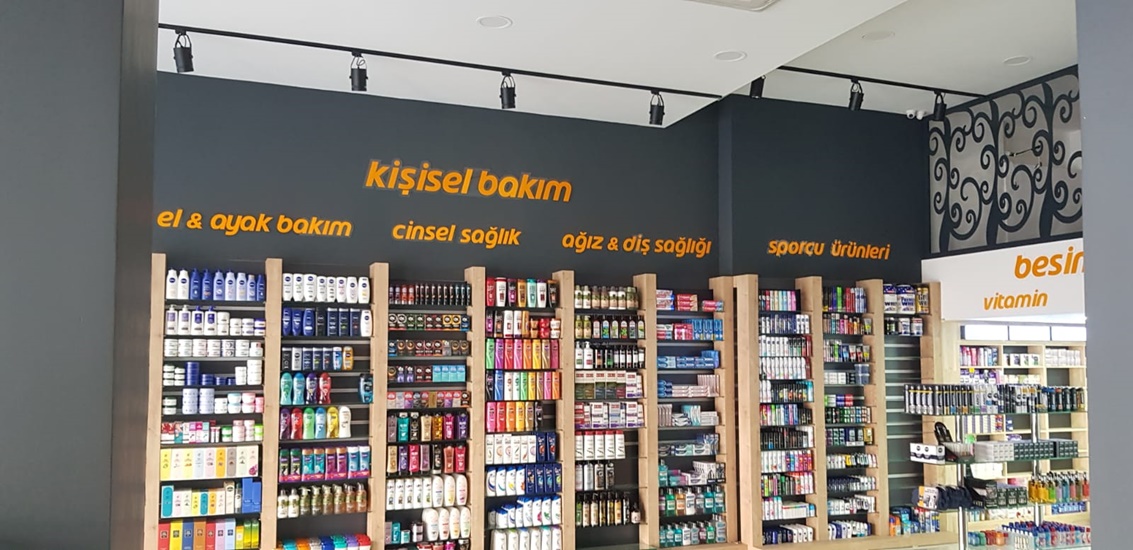 kişisel bakım
el & ayak bakım
cinsel sağlık
ağız & diş sağlığı
sporcu ürünleri
besin
vitamin